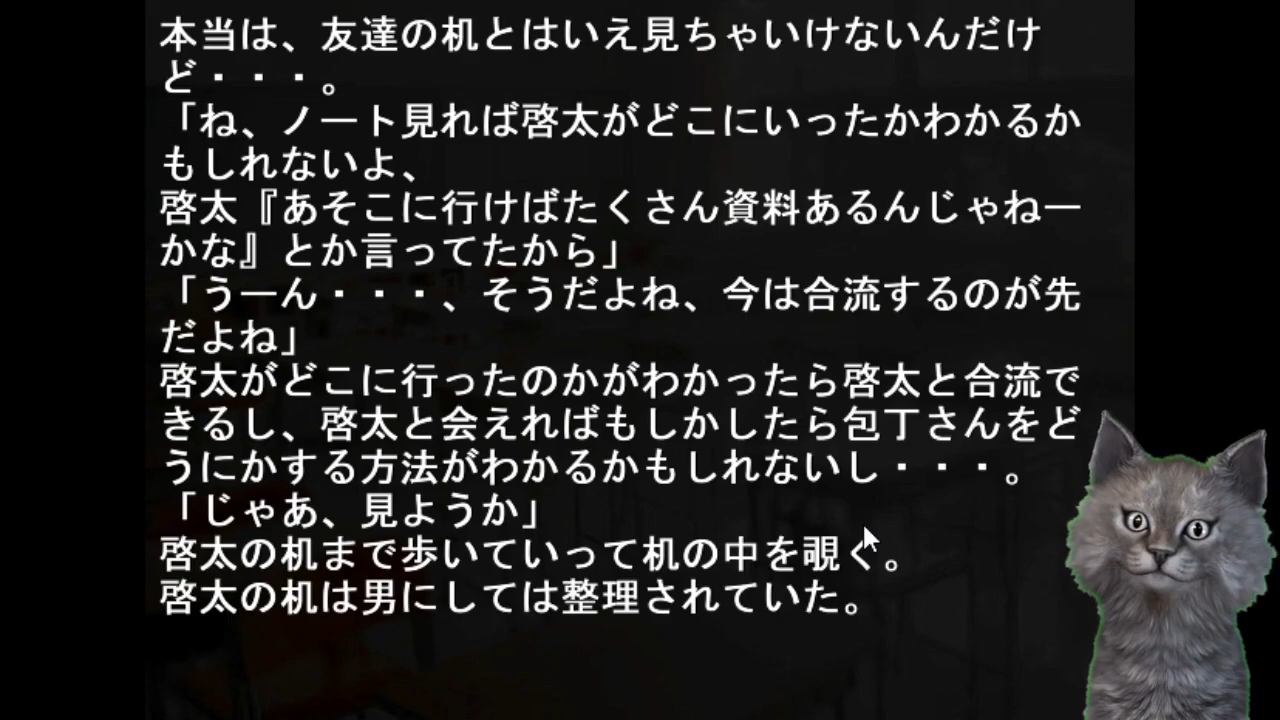 本当は、友達の机とはいえ見ちゃいけないんだけ
ど・・・。
「ね、ノート見れば啓太がどこにいったかわかるか
もしれないよ、
啓太『あそこに行けばたくさん資料あるんじゃねー
かな』とか言ってたから」
「うーん・・・、そうだよね、今は合流するのが先
だよね」
啓太がどこに行ったのかがわかったら啓太と合流で
きるし、啓太と会えればもしかしたら包丁さんをど
うにかする方法がわかるかもしれないし・・・。
「じゃあ、見ようか」
啓太の机まで歩いていって机の中を覗く。
啓太の机は男にしては整理されていた。